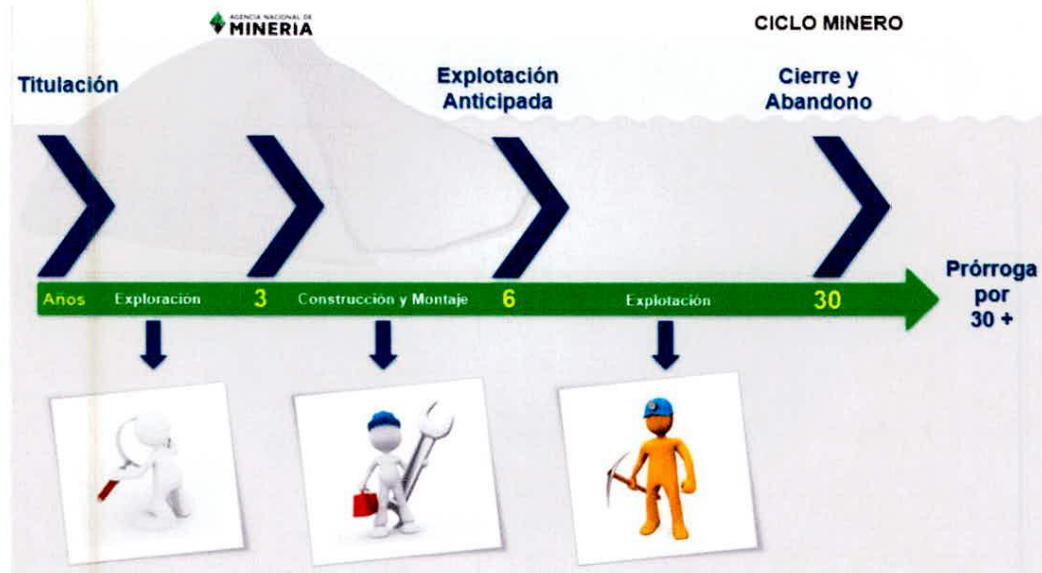 AGENCIA NACIONAL DE
MINERÍA
CICLO MINERO
Titulación
Explotación
Anticipada
Cierre y
Abandono
Años Exploración 3 Construcción y Montaje 6 Explotación 30
Prórroga
por
30 +